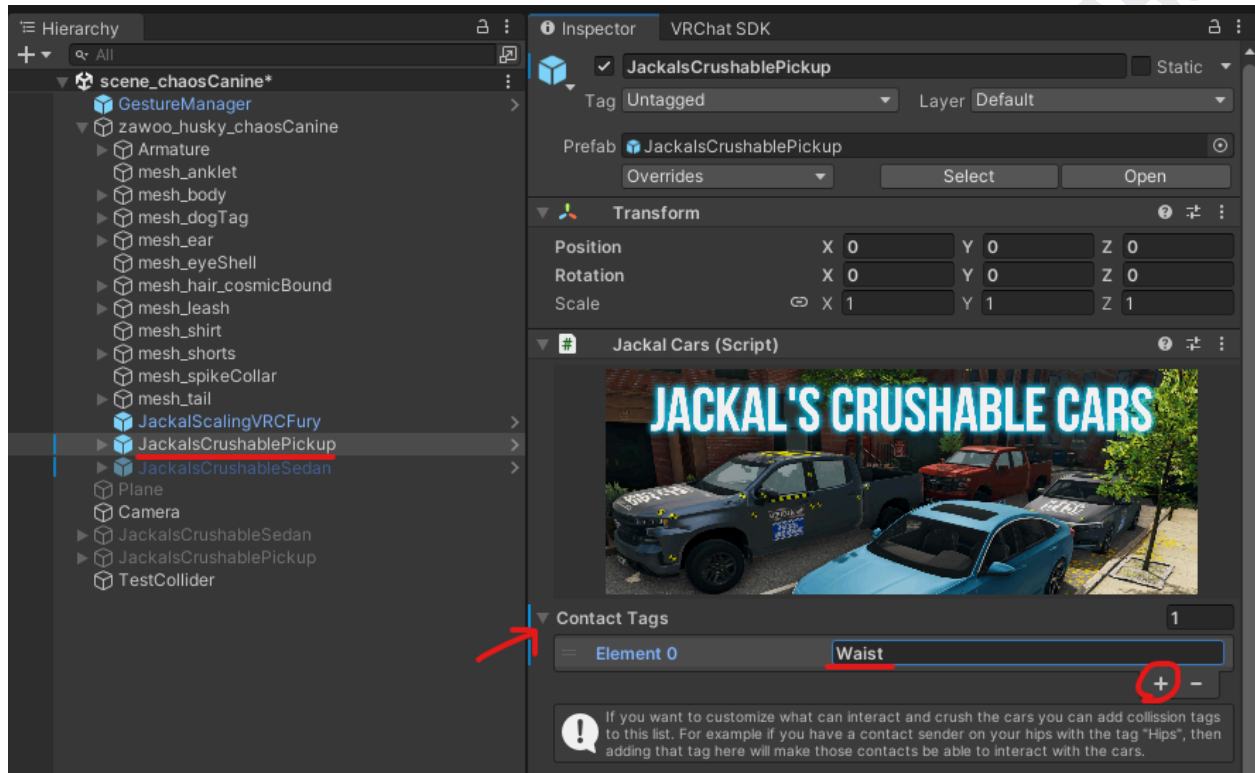 Hierarchy
All
scene_chaosCanine*
GestureManager
zawoo_husky_chaosCanine
Armature
mesh_anklet
mesh_body
mesh_dogTag
mesh_ear
mesh_eyeShell
mesh_hair_cosmicBound
mesh_leash
mesh_shirt
mesh_shorts
mesh_spikeCollar
mesh_tail
JackalScalingVRCFury
JackalsCrushablePickup
JackalsCrushableSedan
Plane
Camera
JackalsCrushableSedan
JackalsCrushablePickup
TestCollider
Inspector VRChat SDK
JackalsCrushablePickup Static
Tag Untagged Layer Default
Prefab JackalsCrushablePickup
Overrides Select Open
Transform
Position X 0 Y 0 Z 0
Rotation X 0 Y 0 Z 0
Scale X 1 Y 1 Z 1
# Jackal Cars (Script)
JACKAL'S CRUSHABLE CARS
Contact Tags 1
Element 0 Waist
+ -
If you want to customize what can interact and crush the cars you can add collission tags
to this list. For example if you have a contact sender on your hips with the tag "Hips", then
adding that tag here will make those contacts be able to interact with the cars.